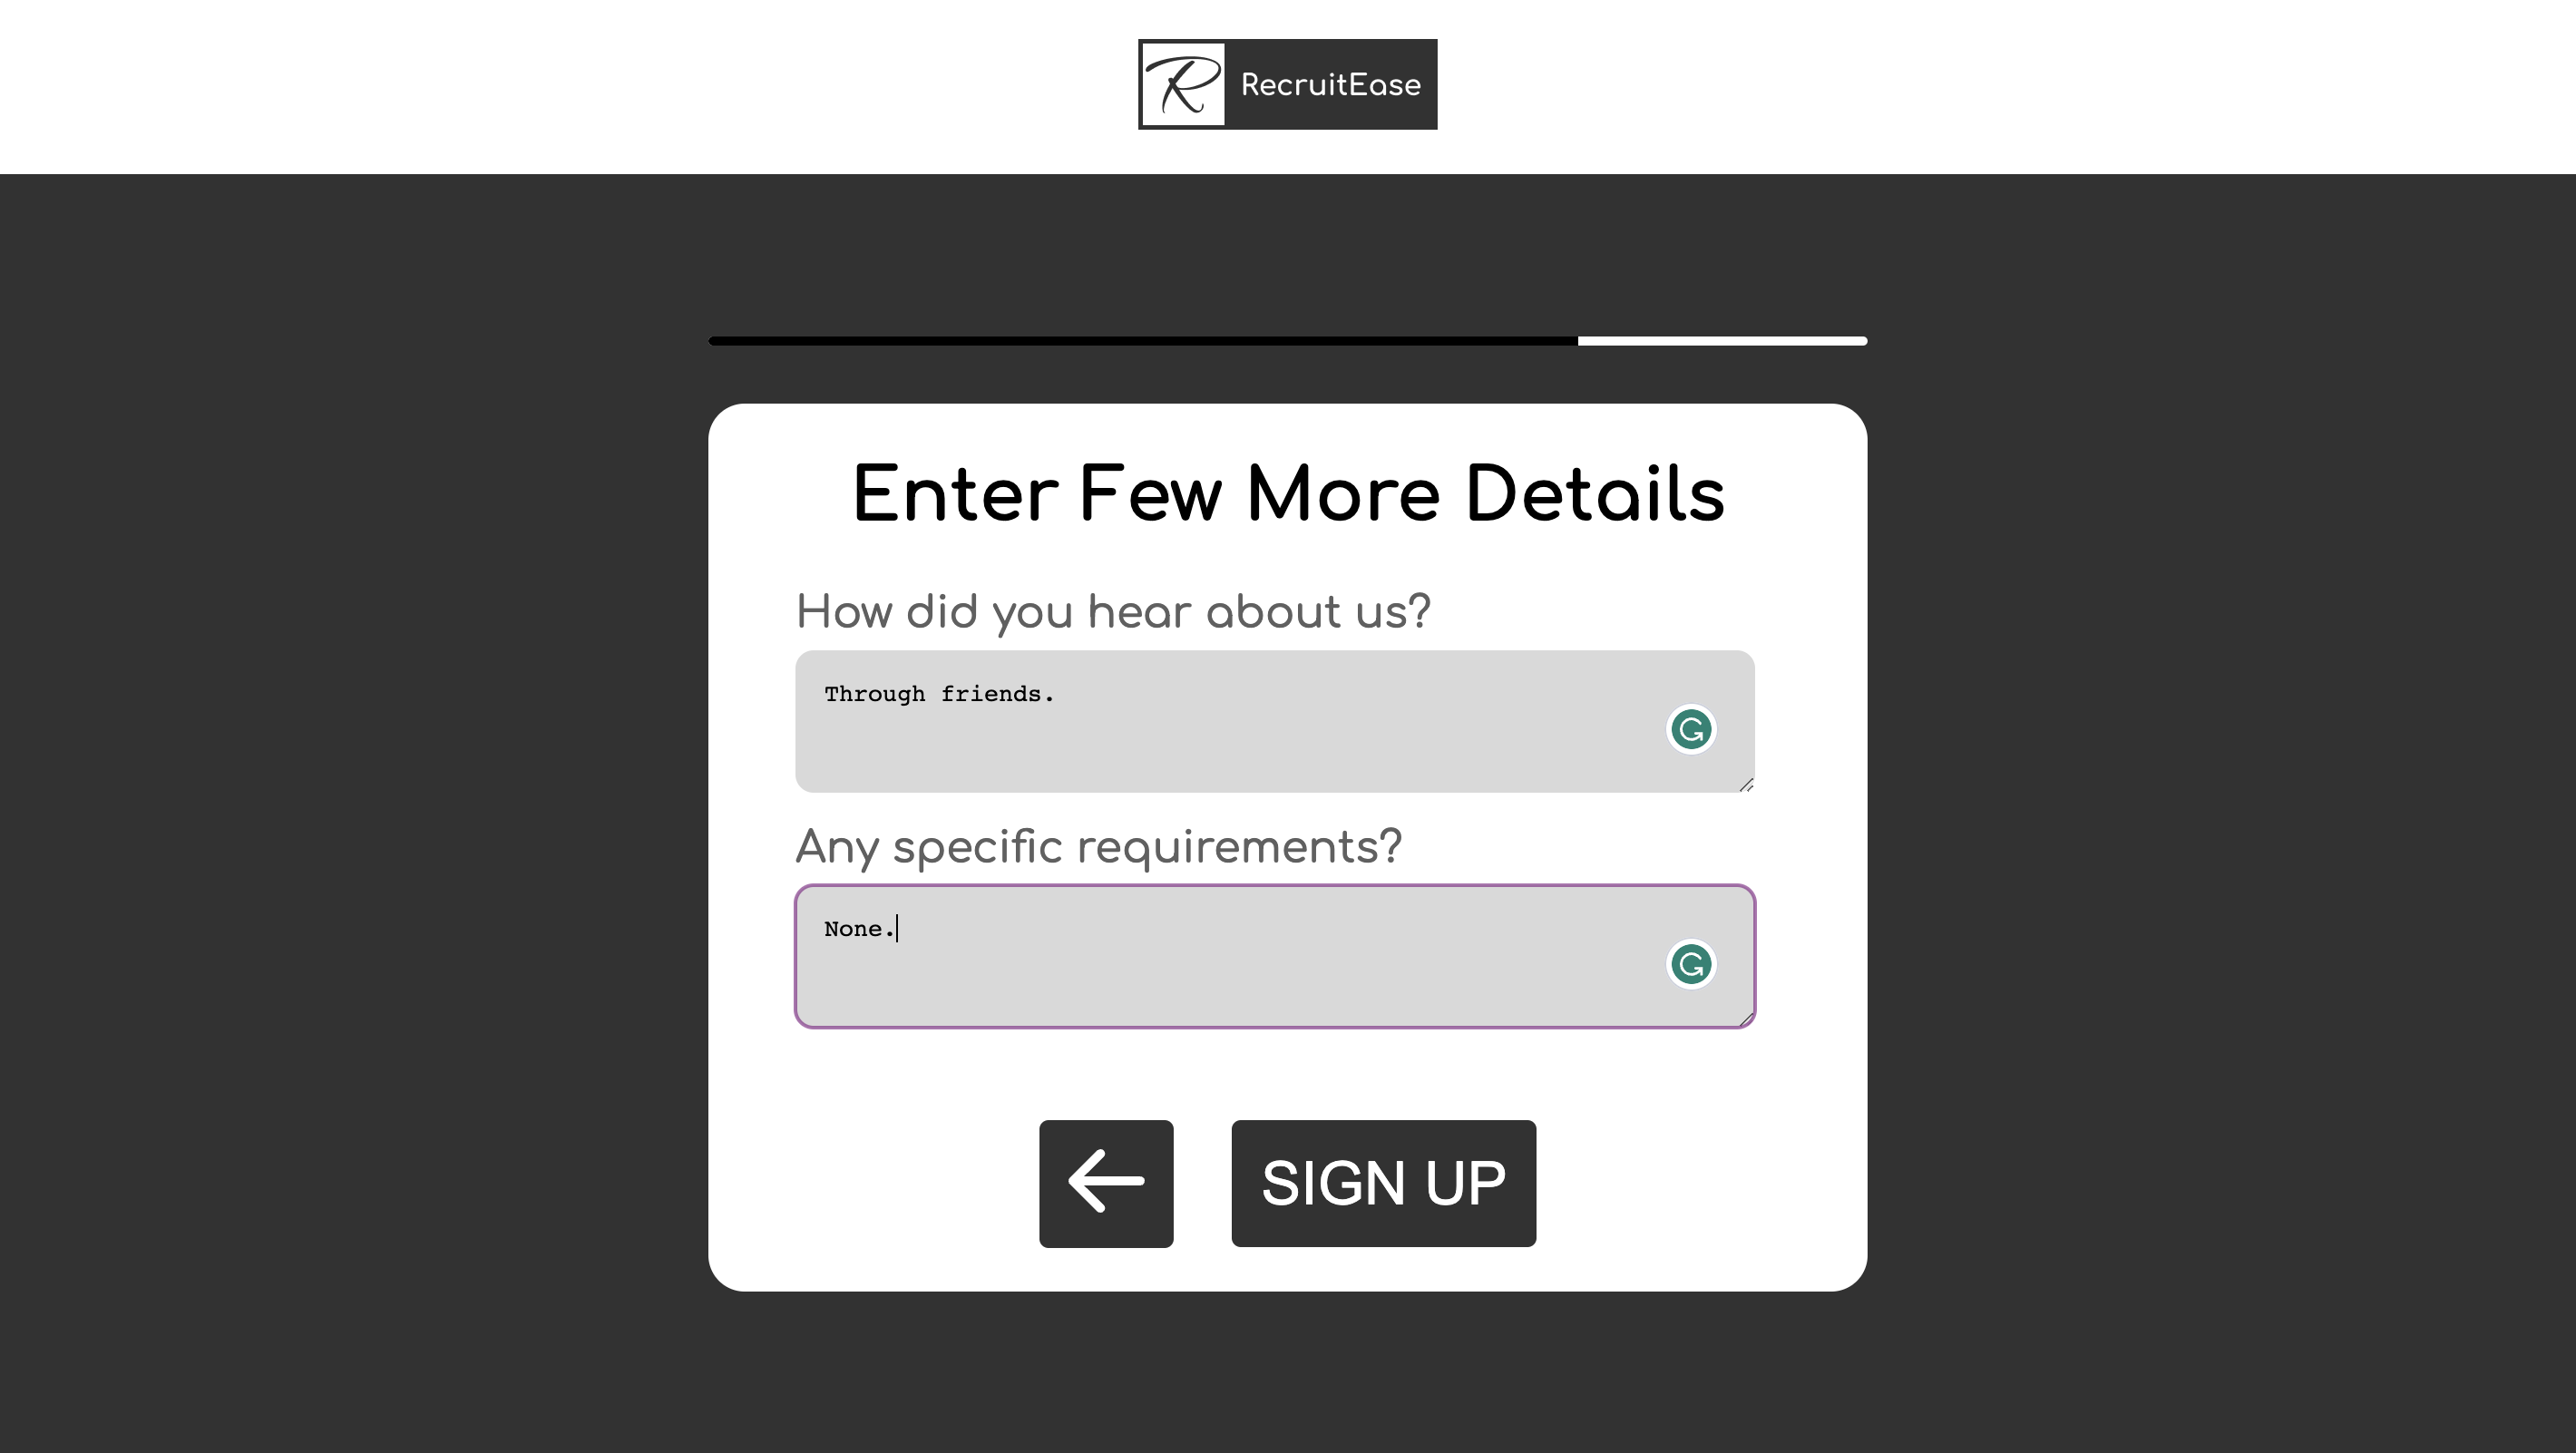 R RecruitEase
Enter Few More Details
How did you hear about us?
Through friends.
Any specific requirements?
None.
SIGN UP